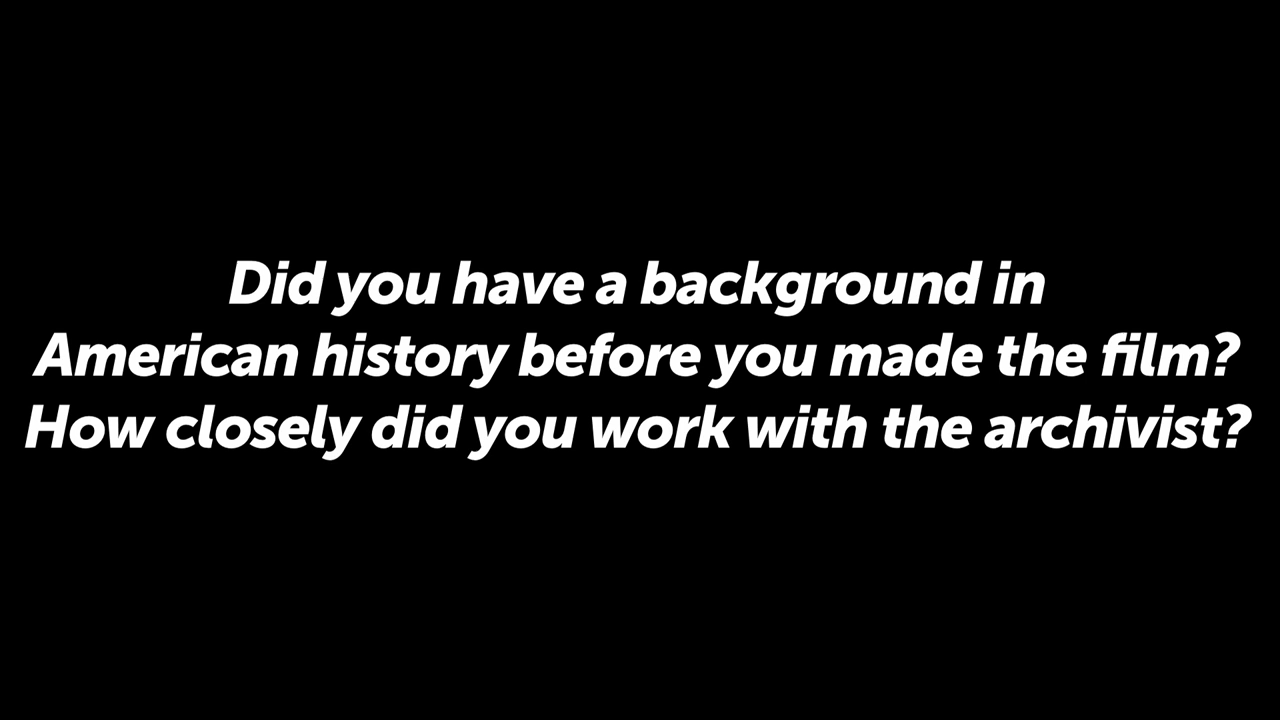 Did you have a background in
American history before you made the film?
How closely did you work with the archivist?